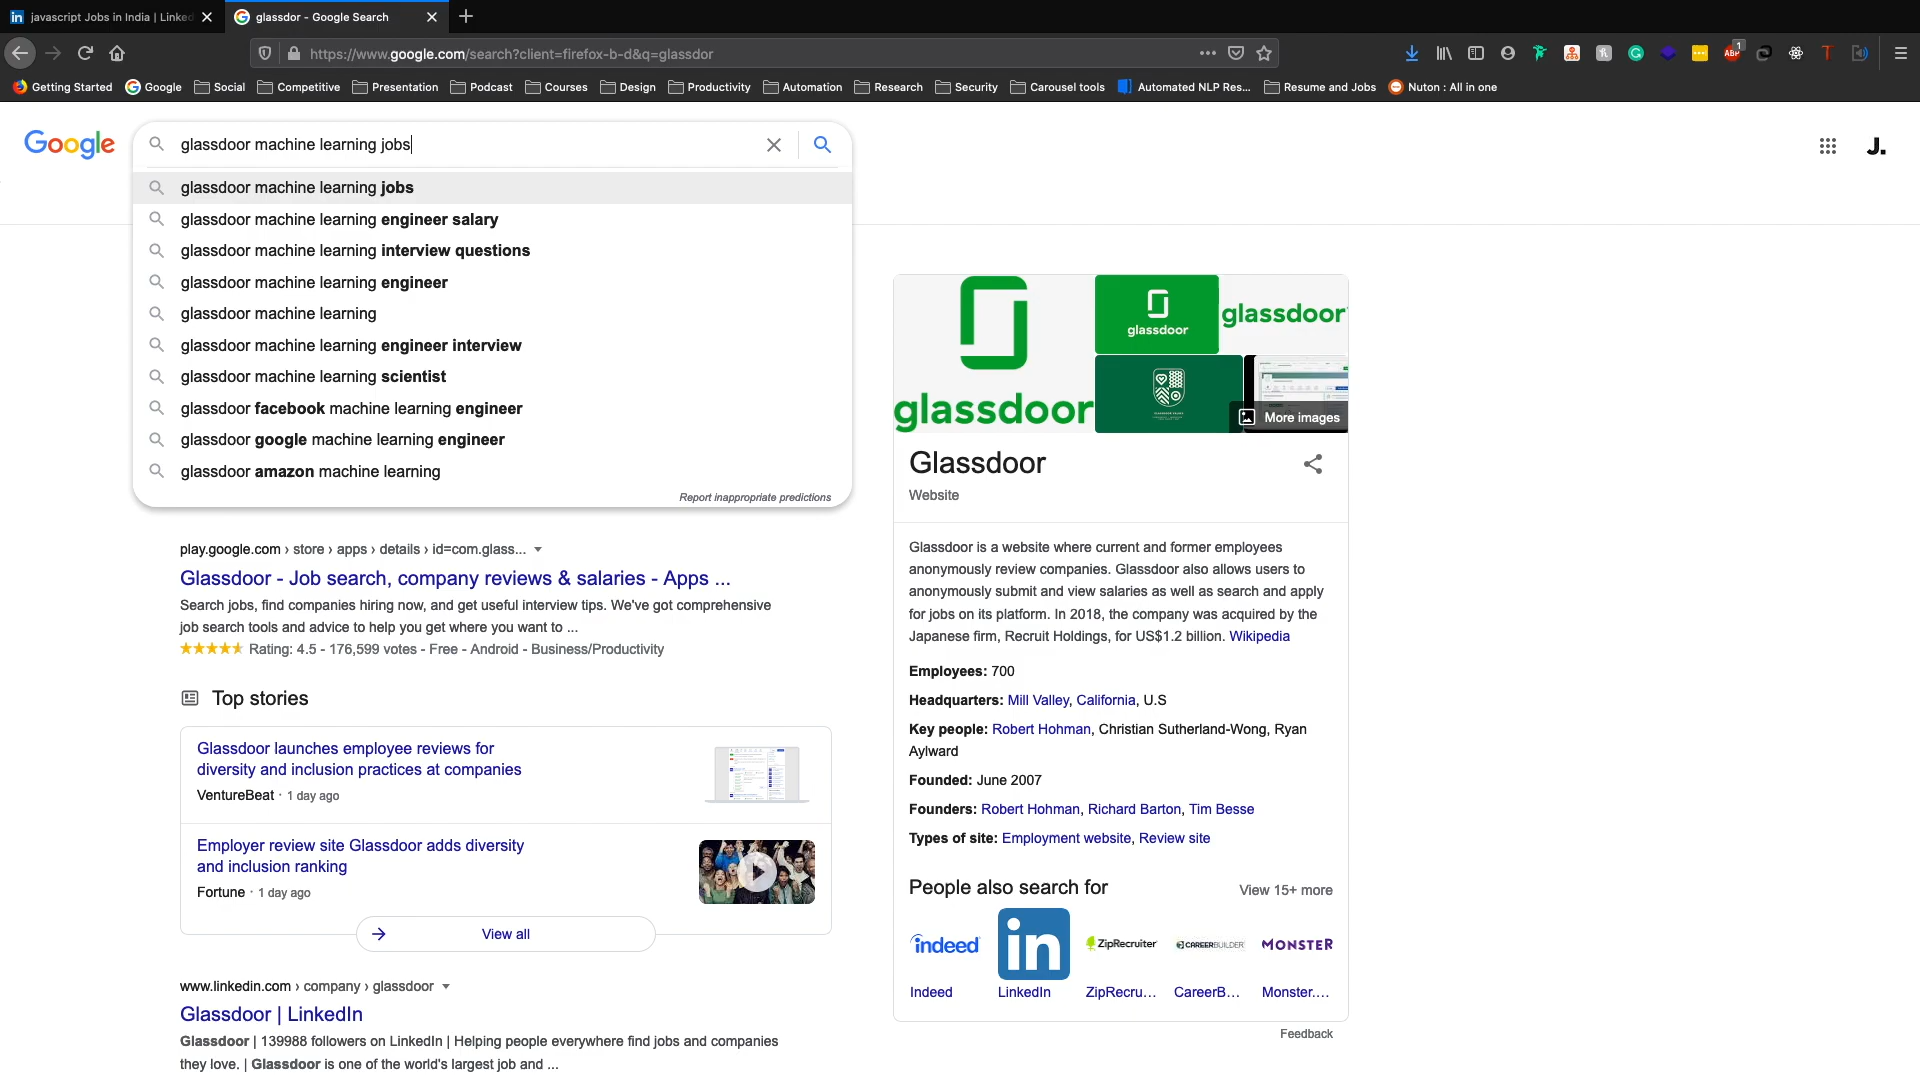 javascript Jobs in India | Linked
glassdor - Google Search
https://www.google.com/search?client=firefox-b-d&q=glassdor
Getting Started
Google
Social
Competitive
Presentation
Podcast
Courses
Design
Productivity
Automation
Research
Security
Carousel tools
Automated NLP Res...
Resume and Jobs
Nuton : All in one
Google
glassdoor machine learning jobs
J.
glassdoor machine learning jobs
glassdoor machine learning engineer salary
glassdoor machine learning interview questions
glassdoor machine learning engineer
glassdoor machine learning
glassdoor machine learning engineer interview
glassdoor machine learning scientist
glassdoor facebook machine learning engineer
glassdoor google machine learning engineer
glassdoor amazon machine learning
Report inappropriate predictions
play.google.com › store › apps › details › id=com.glass...
Glassdoor - Job search, company reviews & salaries - Apps ...
Search jobs, find companies hiring now, and get useful interview tips. We've got comprehensive
job search tools and advice to help you get where you want to ...
Rating: 4.5 - 176,599 votes - Free - Android - Business/Productivity
Top stories
Glassdoor launches employee reviews for
diversity and inclusion practices at companies
VentureBeat · 1 day ago
Employer review site Glassdoor adds diversity
and inclusion ranking
Fortune · 1 day ago
View all
www.linkedin.com › company › glassdoor
Glassdoor | LinkedIn
Glassdoor | 139988 followers on LinkedIn | Helping people everywhere find jobs and companies
they love. | Glassdoor is one of the world's largest job and ...
glassdoor
glassdoor
glassdoor
More images
Glassdoor
Website
Glassdoor is a website where current and former employees
anonymously review companies. Glassdoor also allows users to
anonymously submit and view salaries as well as search and apply
for jobs on its platform. In 2018, the company was acquired by the
Japanese firm, Recruit Holdings, for US$1.2 billion. Wikipedia
Employees: 700
Headquarters: Mill Valley, California, U.S
Key people: Robert Hohman, Christian Sutherland-Wong, Ryan
Aylward
Founded: June 2007
Founders: Robert Hohman, Richard Barton, Tim Besse
Types of site: Employment website, Review site
People also search for
View 15+ more
indeed
in
ZipRecruiter
CAREERBUILDER
MONSTER
Indeed
LinkedIn
ZipRecru...
CareerB...
Monster....
Feedback